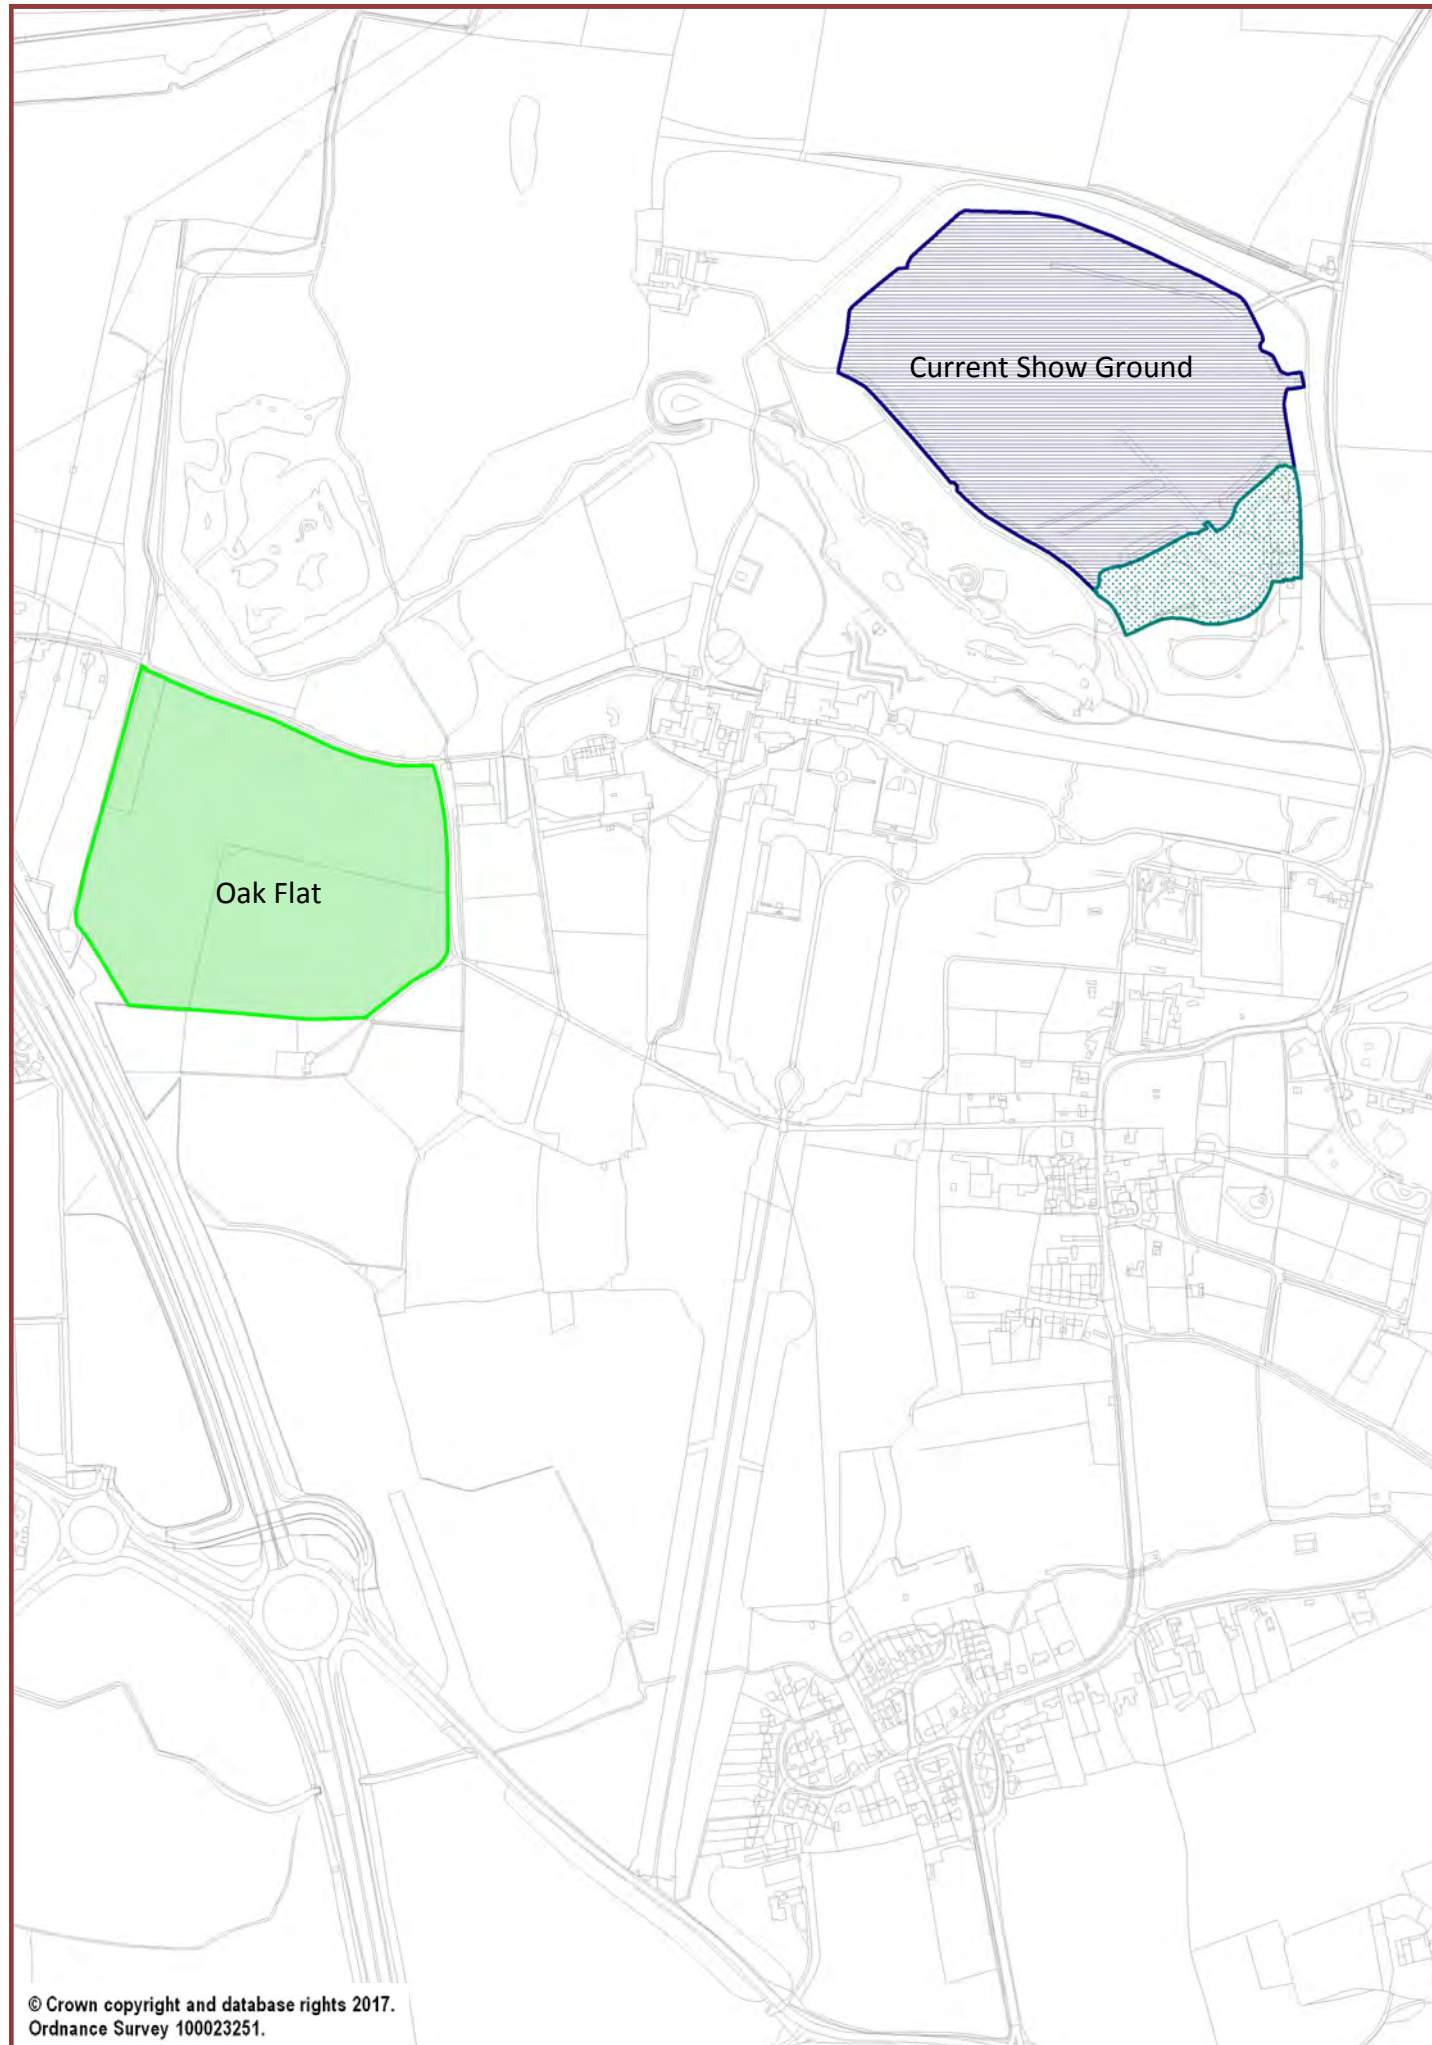 Current Show Ground
Oak Flat
© Crown copyright and database rights 2017.
Ordnance Survey 100023251.